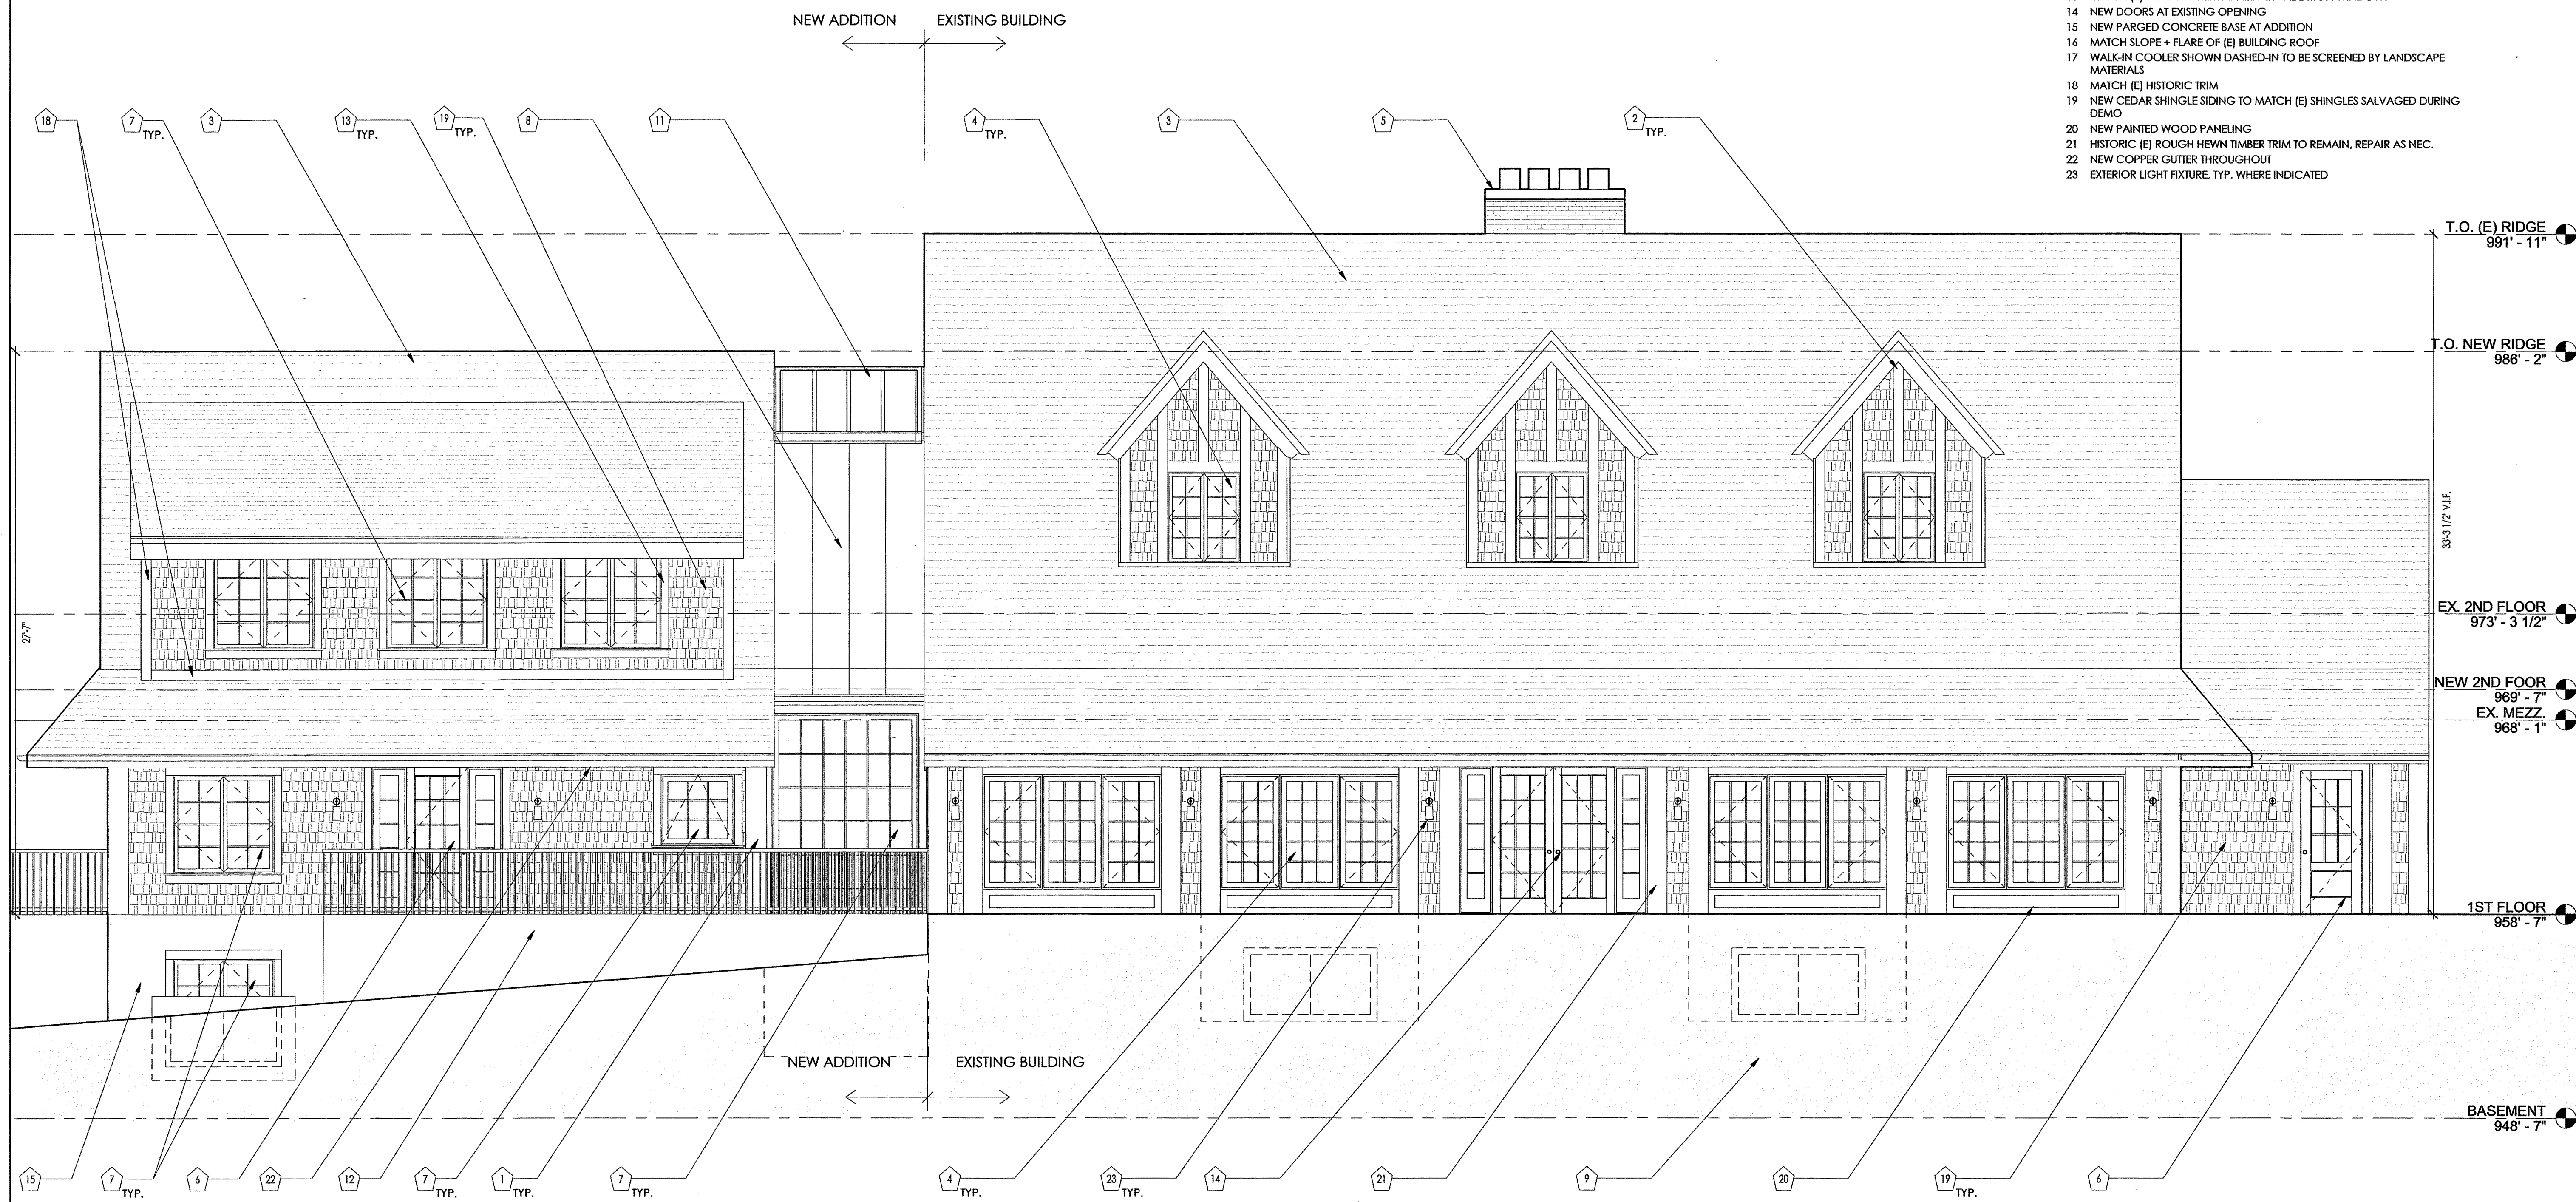 NEW ADDITION
EXISTING BUILDING
14 NEW DOORS AT EXISTING OPENING
15 NEW PARGED CONCRETE BASE AT ADDITION
16 MATCH SLOPE + FLARE OF (E) BUILDING ROOF
17 WALK-IN COOLER SHOWN DASHED-IN TO BE SCREENED BY LANDSCAPE
MATERIALS
18 MATCH (E) HISTORIC TRIM
19 NEW CEDAR SHINGLE SIDING TO MATCH (E) SHINGLES SALVAGED DURING
DEMO
20 NEW PAINTED WOOD PANELING
21 HISTORIC (E) ROUGH HEWN TIMBER TRIM TO REMAIN, REPAIR AS NEC.
22 NEW COPPER GUTTER THROUGHOUT
23 EXTERIOR LIGHT FIXTURE, TYP. WHERE INDICATED
18
7 TYP.
3
13 TYP.
19 TYP.
8
11
4 TYP.
3
5
2 TYP.
T.O. (E) RIDGE
991' - 11"
T.O. NEW RIDGE
986' - 2"
33'-3 1/2" V.I.F.
EX. 2ND FLOOR
973' - 3 1/2"
27'-7"
NEW 2ND FOOR
969' - 7"
EX. MEZZ.
968' - 1"
1ST FLOOR
958' - 7"
NEW ADDITION
EXISTING BUILDING
BASEMENT
948' - 7"
15
7 TYP.
6
22
12
7 TYP.
1 TYP.
7 TYP.
4 TYP.
23 TYP.
14
21
9
20
19 TYP.
6